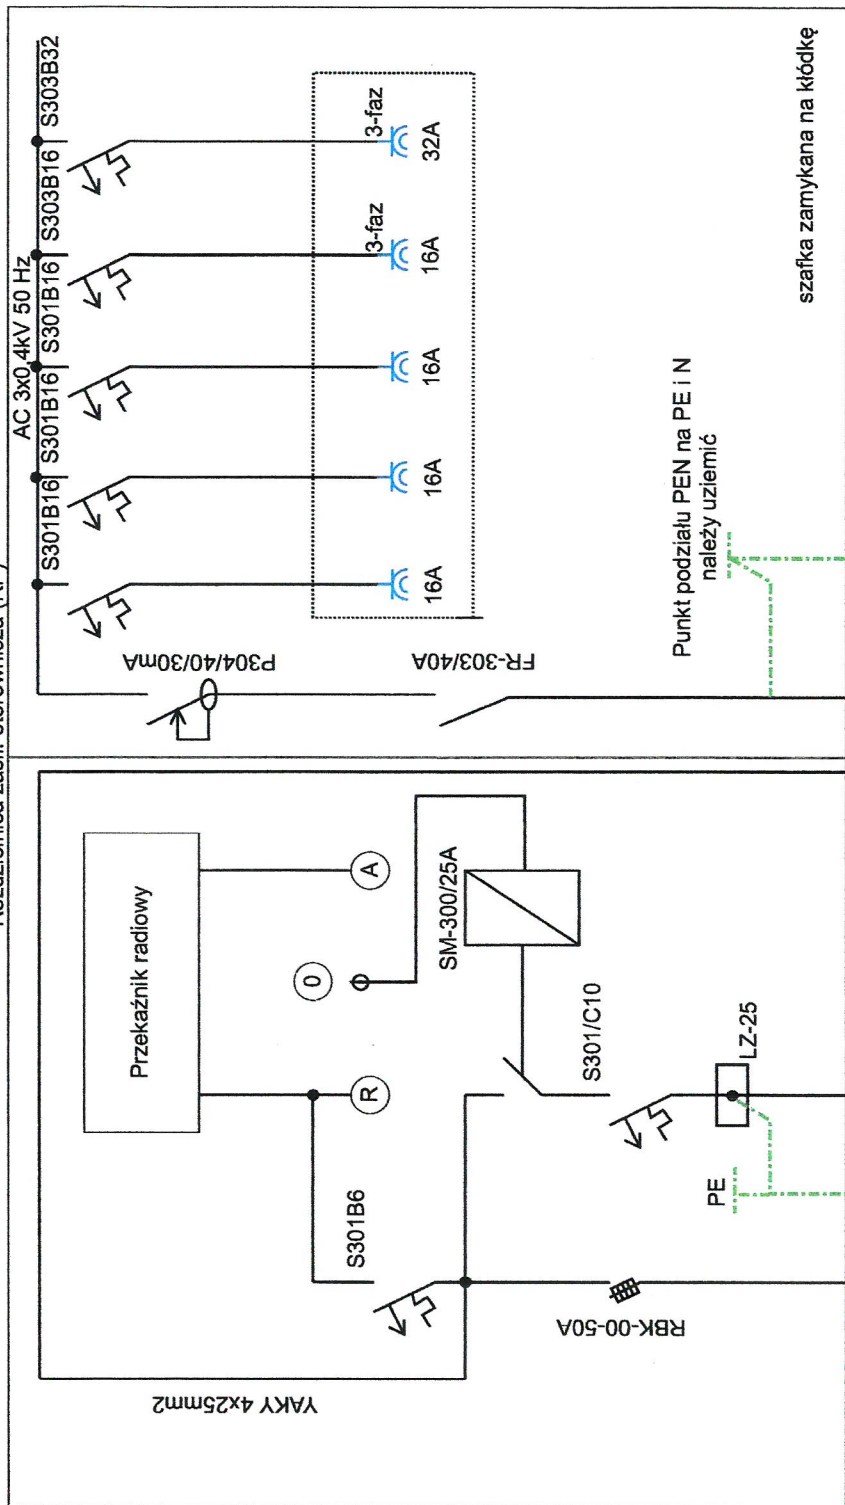 AC 3x0,4kV 50 Hz
S301B16
S301B16
S301B16
S303B16
S303B32
P304/40/30mA
FR-303/40A
16A
16A
16A
3-faz
16A
3-faz
32A
Punkt podziału PEN na PE i N
należy uziemić
szafka zamykana na kłódkę
YAKY 4x25mm2
Przekaźnik radiowy
S301B6
R
0
A
SM-300/25A
S301/C10
RBK-00-50A
PE
LZ-25